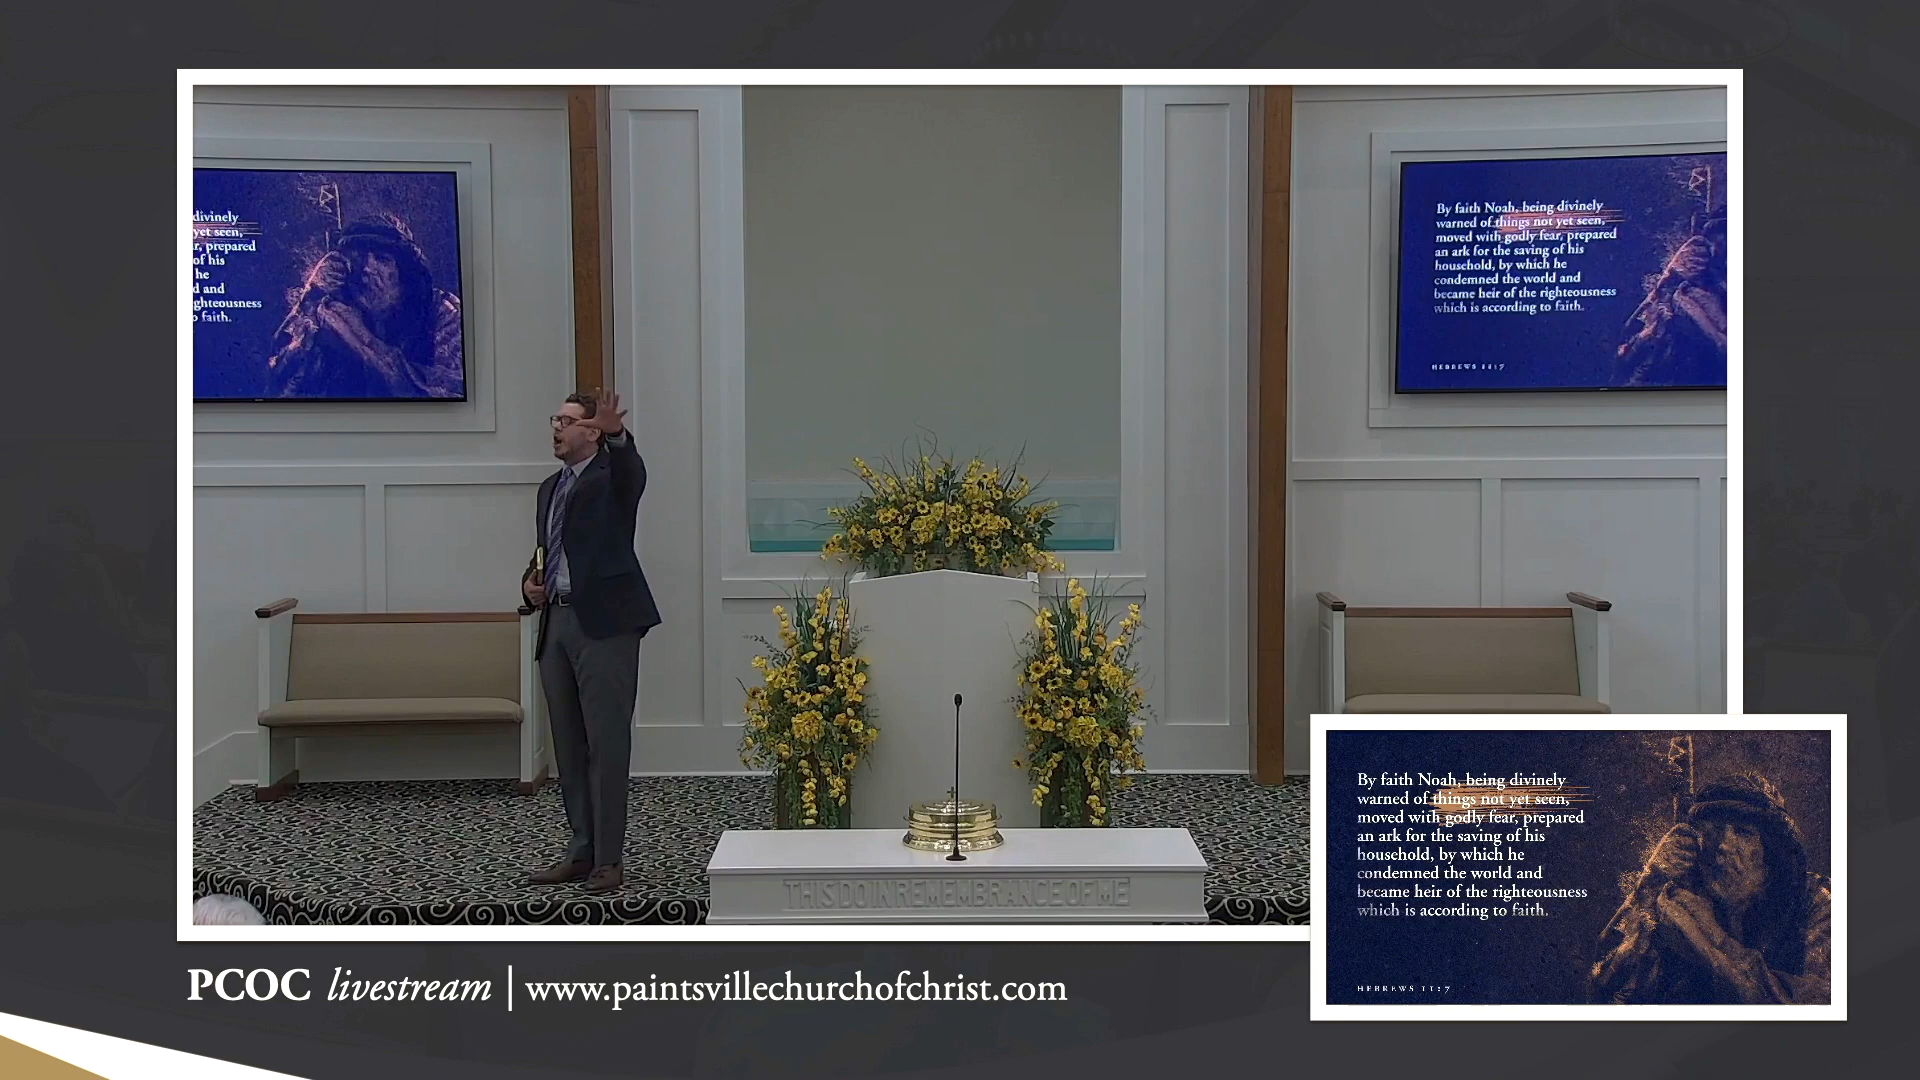 divinely
yet seen,
r, prepared
of his
he
d and
ghteousness
faith.
By faith Noah, being divinely
warned of things not yet seen,
moved with godly fear, prepared
an ark for the saving of his
household, by which he
condemned the world and
became heir of the righteousness
which is according to faith.
HEBREWS 11:7
THIS DO IN REMEMBRANCE OF ME
By faith Noah, being divinely
warned of things not yet seen,
moved with godly fear, prepared
an ark for the saving of his
household, by which he
condemned the world and
became heir of the righteousness
which is according to faith.
HEBREWS 11:7
PCOC livestream | www.paintsvillechurchofchrist.com